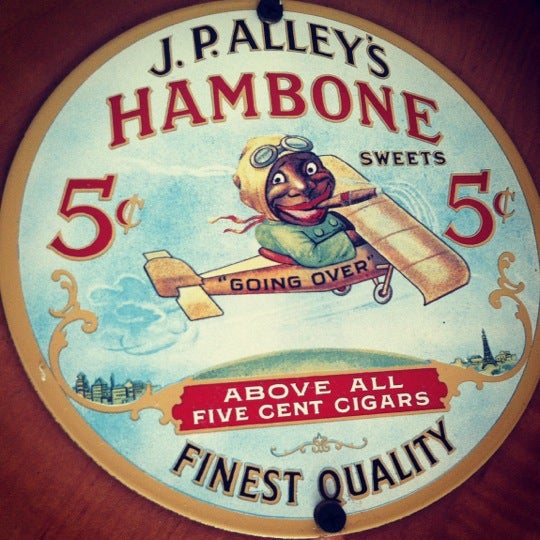 J. P. ALLEY'S
HAMBONE
SWEETS
5¢ 5¢
"GOING OVER"
ABOVE ALL
FIVE CENT CIGARS
FINEST QUALITY